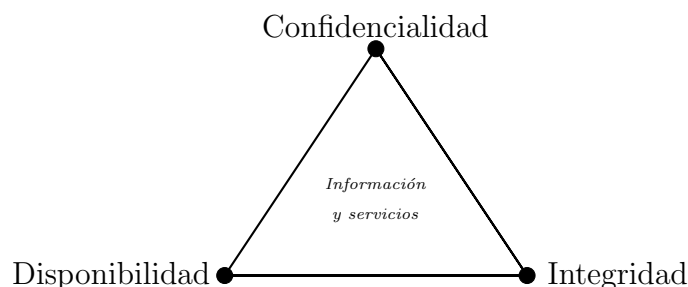 Confidencialidad
Información
y servicios
Disponibilidad
Integridad